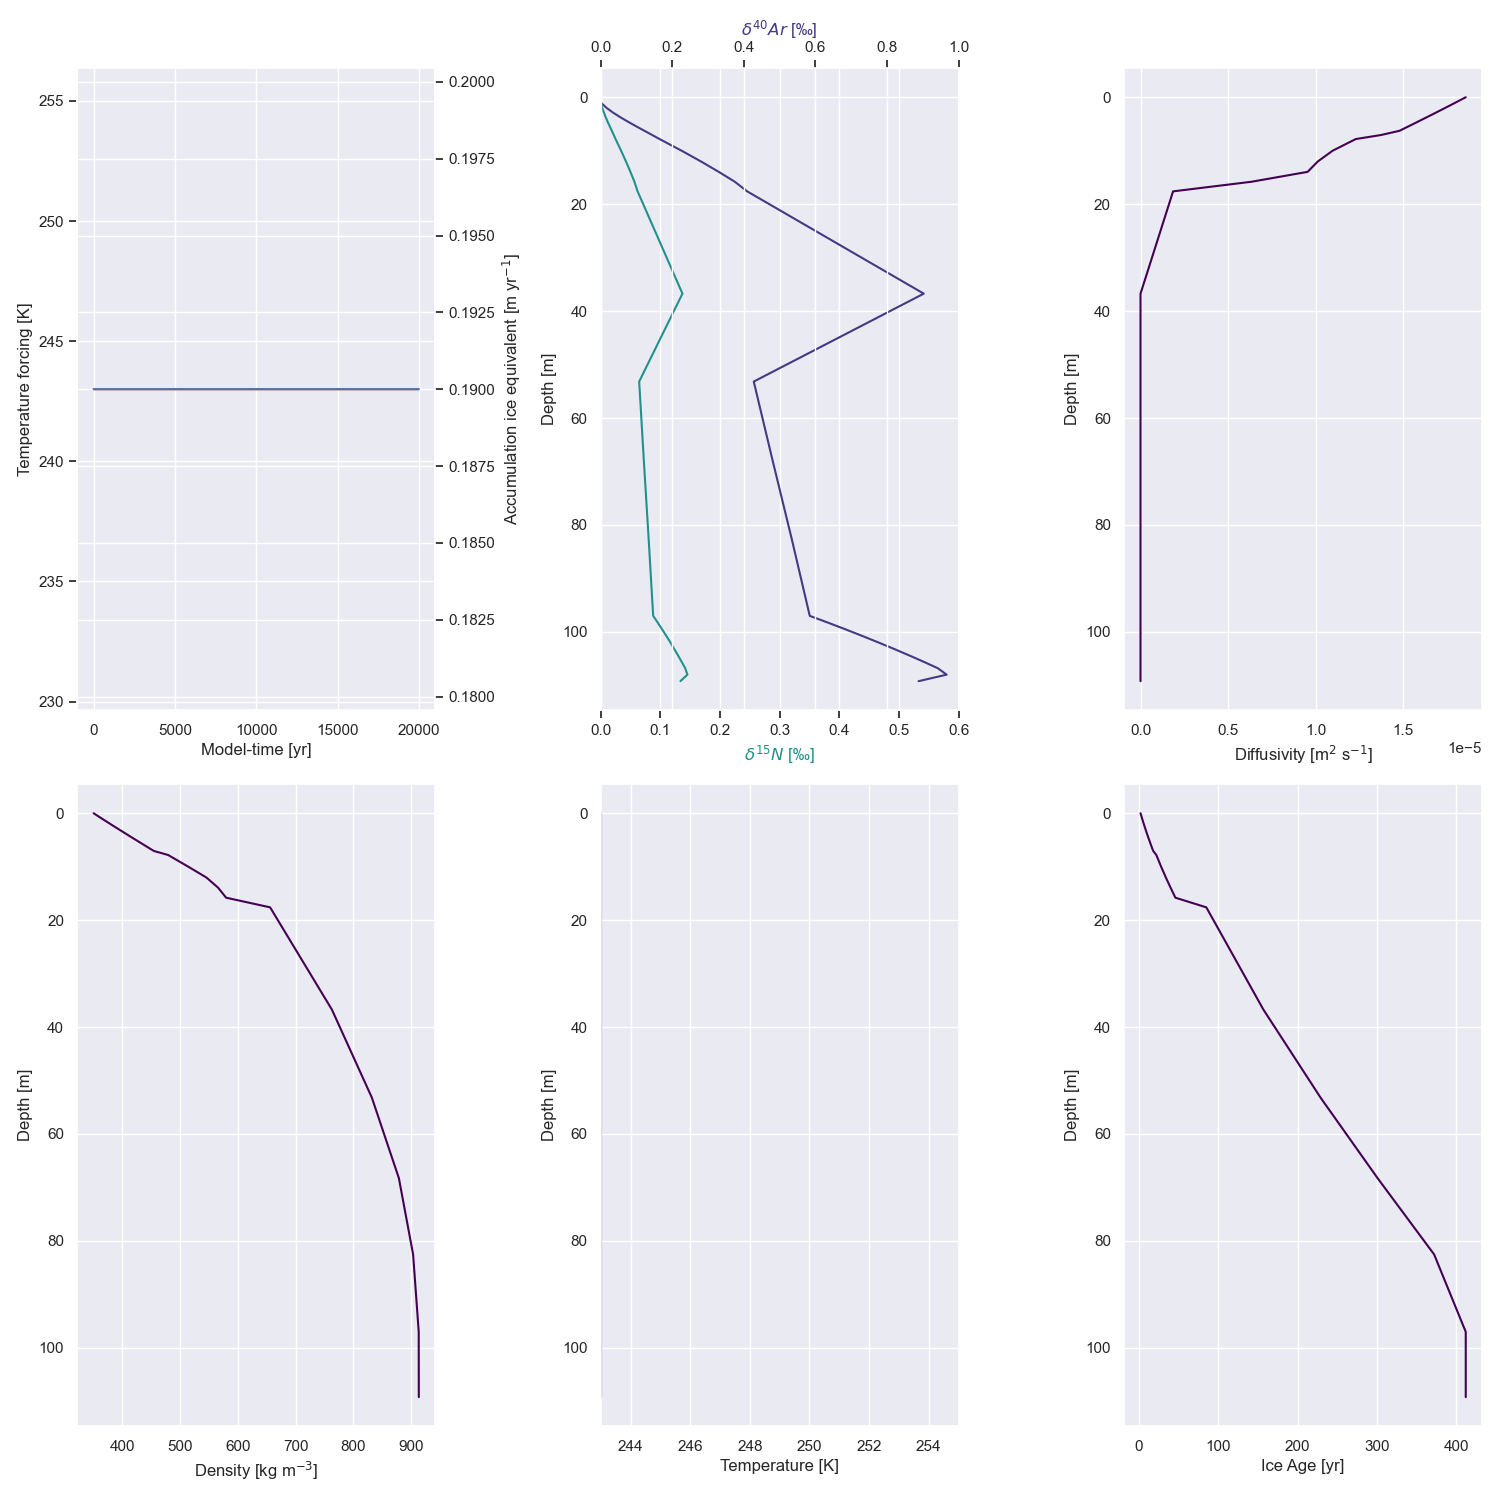 255
250
245
240
235
230
Temperature forcing [K]
0.2000
0.1975
0.1950
0.1925
0.1900
0.1875
0.1850
0.1825
0.1800
Accumulation ice equivalent [m yr⁻¹]
0 5000 10000 15000 20000
Model-time [yr]
δ⁴⁰Ar [‰]
0.0 0.2 0.4 0.6 0.8 1.0
0
20
40
60
80
100
Depth [m]
0.0 0.1 0.2 0.3 0.4 0.5 0.6
δ¹⁵N [‰]
0
20
40
60
80
100
Depth [m]
0.0 0.5 1.0 1.5
1e−5
Diffusivity [m² s⁻¹]
0
20
40
60
80
100
Depth [m]
400 500 600 700 800 900
Density [kg m⁻³]
0
20
40
60
80
100
Depth [m]
244 246 248 250 252 254
Temperature [K]
0
20
40
60
80
100
Depth [m]
0 100 200 300 400
Ice Age [yr]